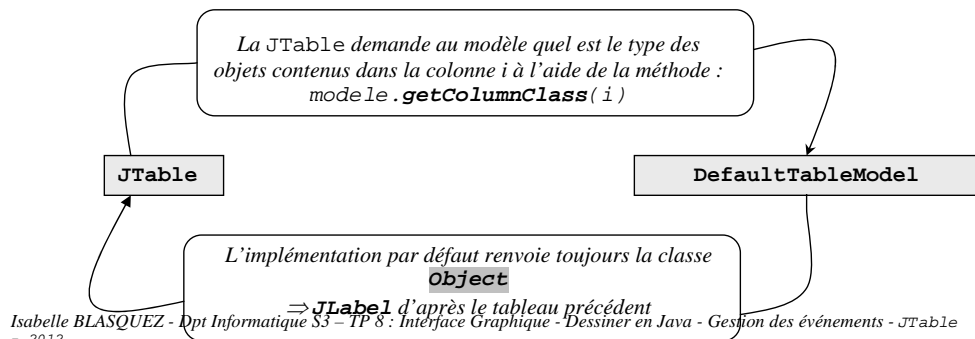 La JTable demande au modèle quel est le type des
objets contenus dans la colonne i à l'aide de la méthode :
modele.getColumnClass(i)
JTable
DefaultTableModel
L'implémentation par défaut renvoie toujours la classe
Object
⇒ JLabel d'après le tableau précédent
Isabelle BLASQUEZ - Dpt Informatique S3 – TP 8 : Interface Graphique - Dessiner en Java - Gestion des événements - JTable
- 2012